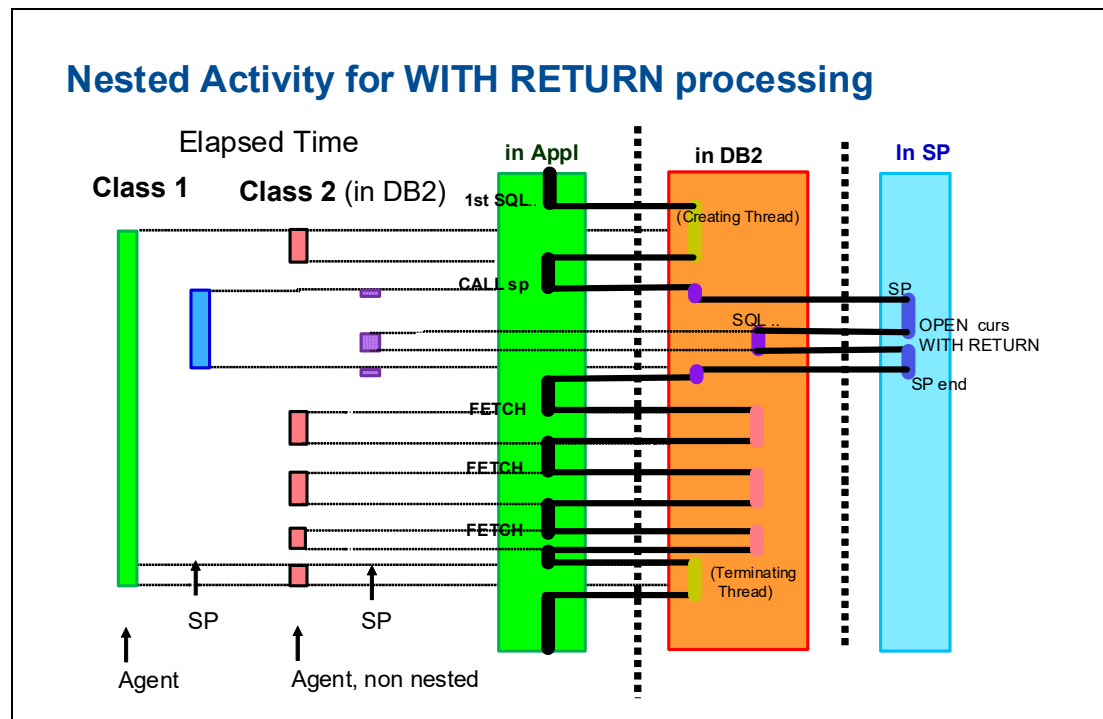 Nested Activity for WITH RETURN processing
Elapsed Time
in Appl
in DB2
In SP
Class 1
Class 2 (in DB2)
1st SQL..
(Creating Thread)
CALL sp
SP
SQL ..
OPEN curs
WITH RETURN
SP end
FETCH
FETCH
FETCH
(Terminating
Thread)
SP
SP
Agent
Agent, non nested